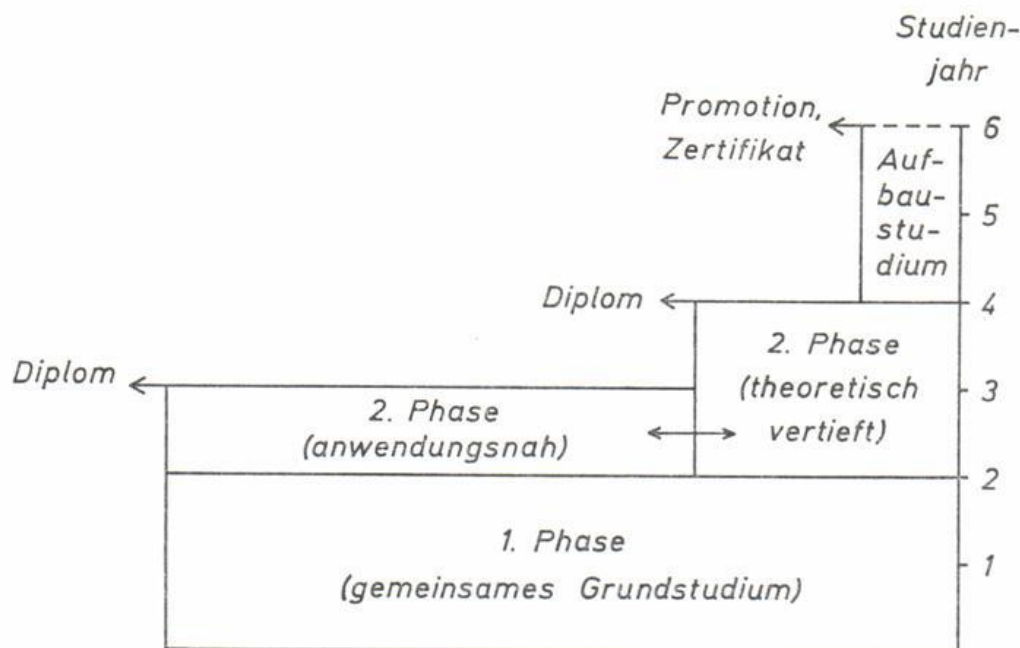 Studien-
jahr
Promotion,
Zertifikat
6
Auf-
bau-
stu-
dium
5
Diplom
4
2. Phase
(theoretisch
vertieft)
Diplom
3
2. Phase
(anwendungsnah)
2
1. Phase
(gemeinsames Grundstudium)
1